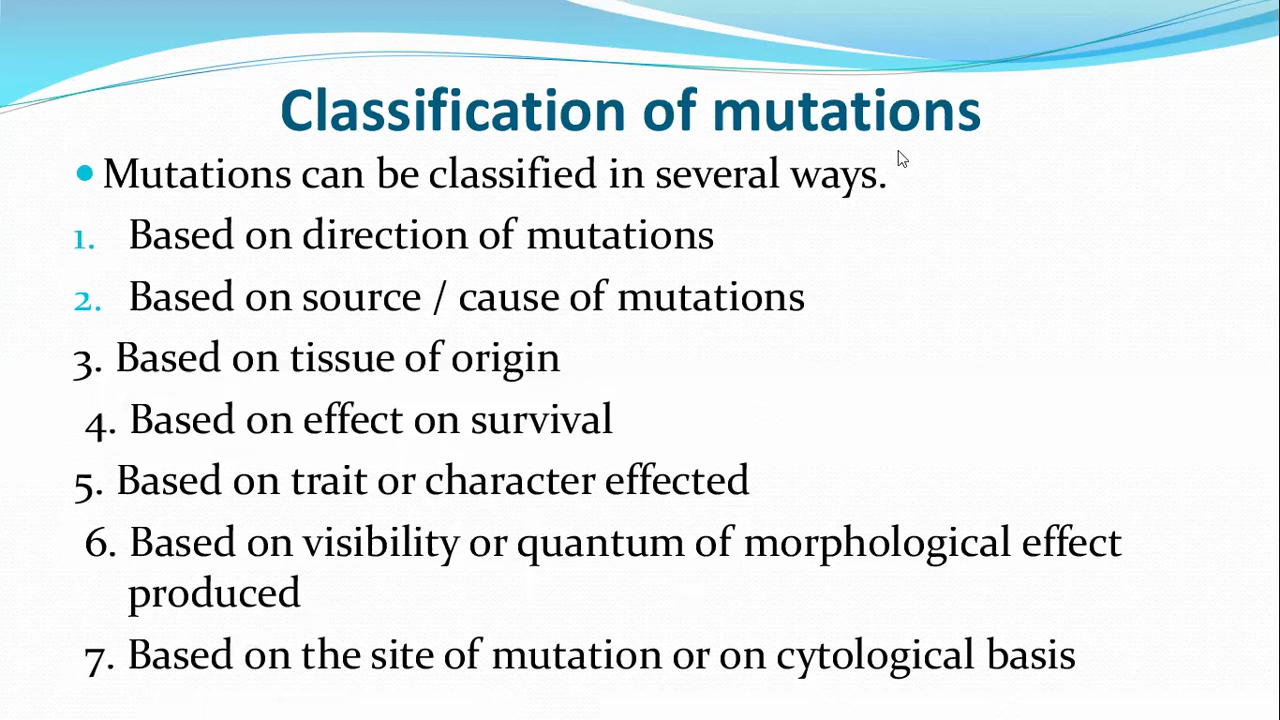 Classification of mutations
• Mutations can be classified in several ways.
1. Based on direction of mutations
2. Based on source / cause of mutations
3. Based on tissue of origin
4. Based on effect on survival
5. Based on trait or character effected
6. Based on visibility or quantum of morphological effect
produced
7. Based on the site of mutation or on cytological basis